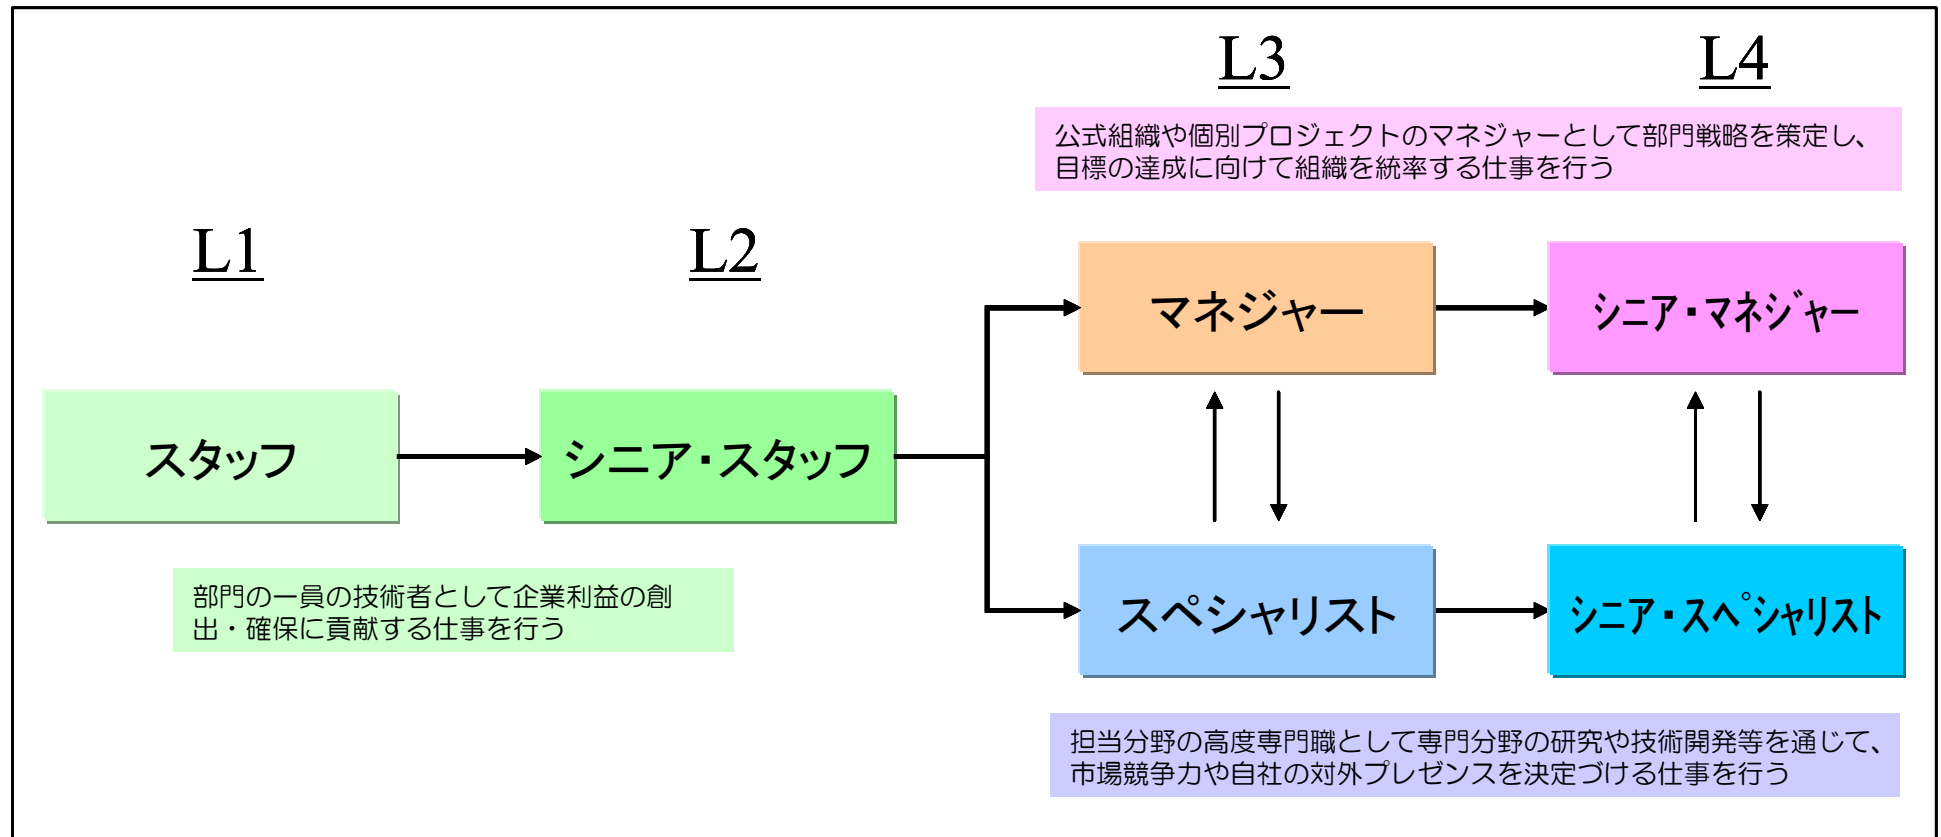 L3
L4
公式組織や個別プロジェクトのマネジャーとして部門戦略を策定し、
目標の達成に向けて組織を統率する仕事を行う
L1
L2
マネジャー
シニア・マネジャー
スタッフ
シニア・スタッフ
部門の一員の技術者として企業利益の創
出・確保に貢献する仕事を行う
スペシャリスト
シニア・スペシャリスト
担当分野の高度専門職として専門分野の研究や技術開発等を通じて、
市場競争力や自社の対外プレゼンスを決定づける仕事を行う